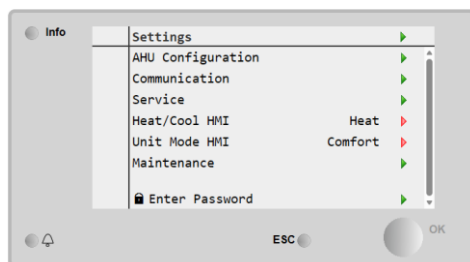 Info
Settings
AHU Configuration
Communication
Service
Heat/Cool HMI Heat
Unit Mode HMI Comfort
Maintenance
Enter Password
ESC
OK